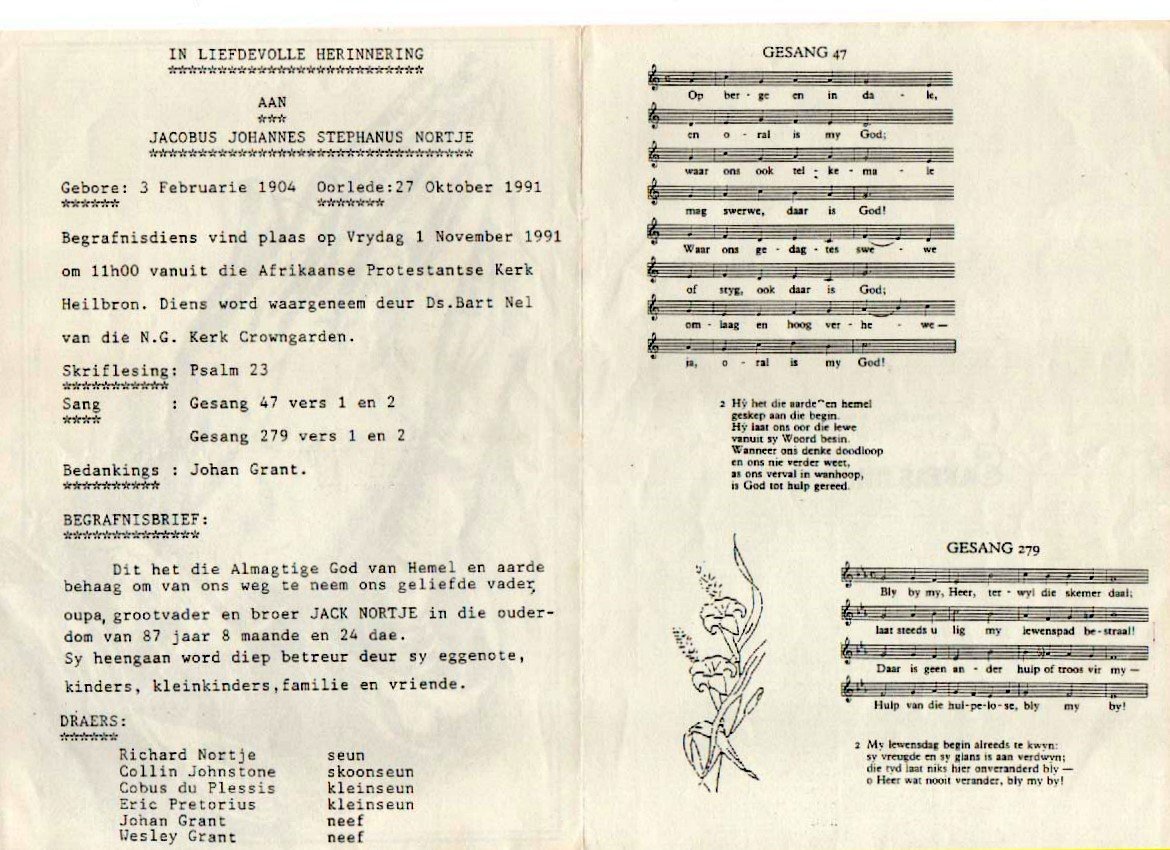 IN LIEFDEVOLLE HERINNERING
**************************
AAN
***
JACOBUS JOHANNES STEPHANUS NORTJE
*********************************
Gebore: 3 Februarie 1904 Oorlede:27 Oktober 1991
****** *******
Begrafnisdiens vind plaas op Vrydag 1 November 1991
om 11h00 vanuit die Afrikaanse Protestantse Kerk
Heilbron. Diens word waargeneem deur Ds.Bart Nel
van die N.G. Kerk Crowngarden.
Skriflesing: Psalm 23
***********
Sang : Gesang 47 vers 1 en 2
****
Gesang 279 vers 1 en 2
Bedankings : Johan Grant.
**********
BEGRAFNISBRIEF:
**************
Dit het die Almagtige God van Hemel en aarde
behaag om van ons weg te neem ons geliefde vader,
oupa, grootvader en broer JACK NORTJE in die ouder-
dom van 87 jaar 8 maande en 24 dae.
Sy heengaan word diep betreur deur sy eggenote,
kinders, kleinkinders,familie en vriende.
DRAERS:
******
Richard Nortje seun
Collin Johnstone skoonseun
Cobus du Plessis kleinseun
Eric Pretorius kleinseun
Johan Grant neef
Wesley Grant neef
GESANG 47
Op ber - ge en in da - le,
en o - ral is my God;
waar ons ook tel - ke - ma - le
mag swerwe, daar is God!
Waar ons ge - dag - tes swe - we
of styg, ook daar is God;
om - laag en hoog ver - he - we —
ja, o - ral is my God!
2 Hý het die aarde en hemel
geskep aan die begin.
Hý laat ons oor die lewe
vanuit sy Woord besin.
Wanneer ons denke doodloop
en ons nie verder weet,
as ons verval in wanhoop,
is God tot hulp gereed.
GESANG 279
Bly by my, Heer, ter - wyl die skemer daal;
laat steeds u lig my lewenspad be - straal!
Daar is geen an - der hulp of troos vir my —
Hulp van die hul-pe-lo-se, bly my by!
2 My lewensdag begin alreeds te kwyn:
sy vreugde en sy glans is aan verdwyn;
die tyd laat niks hier onveranderd bly —
o Heer wat nooit verander, bly my by!